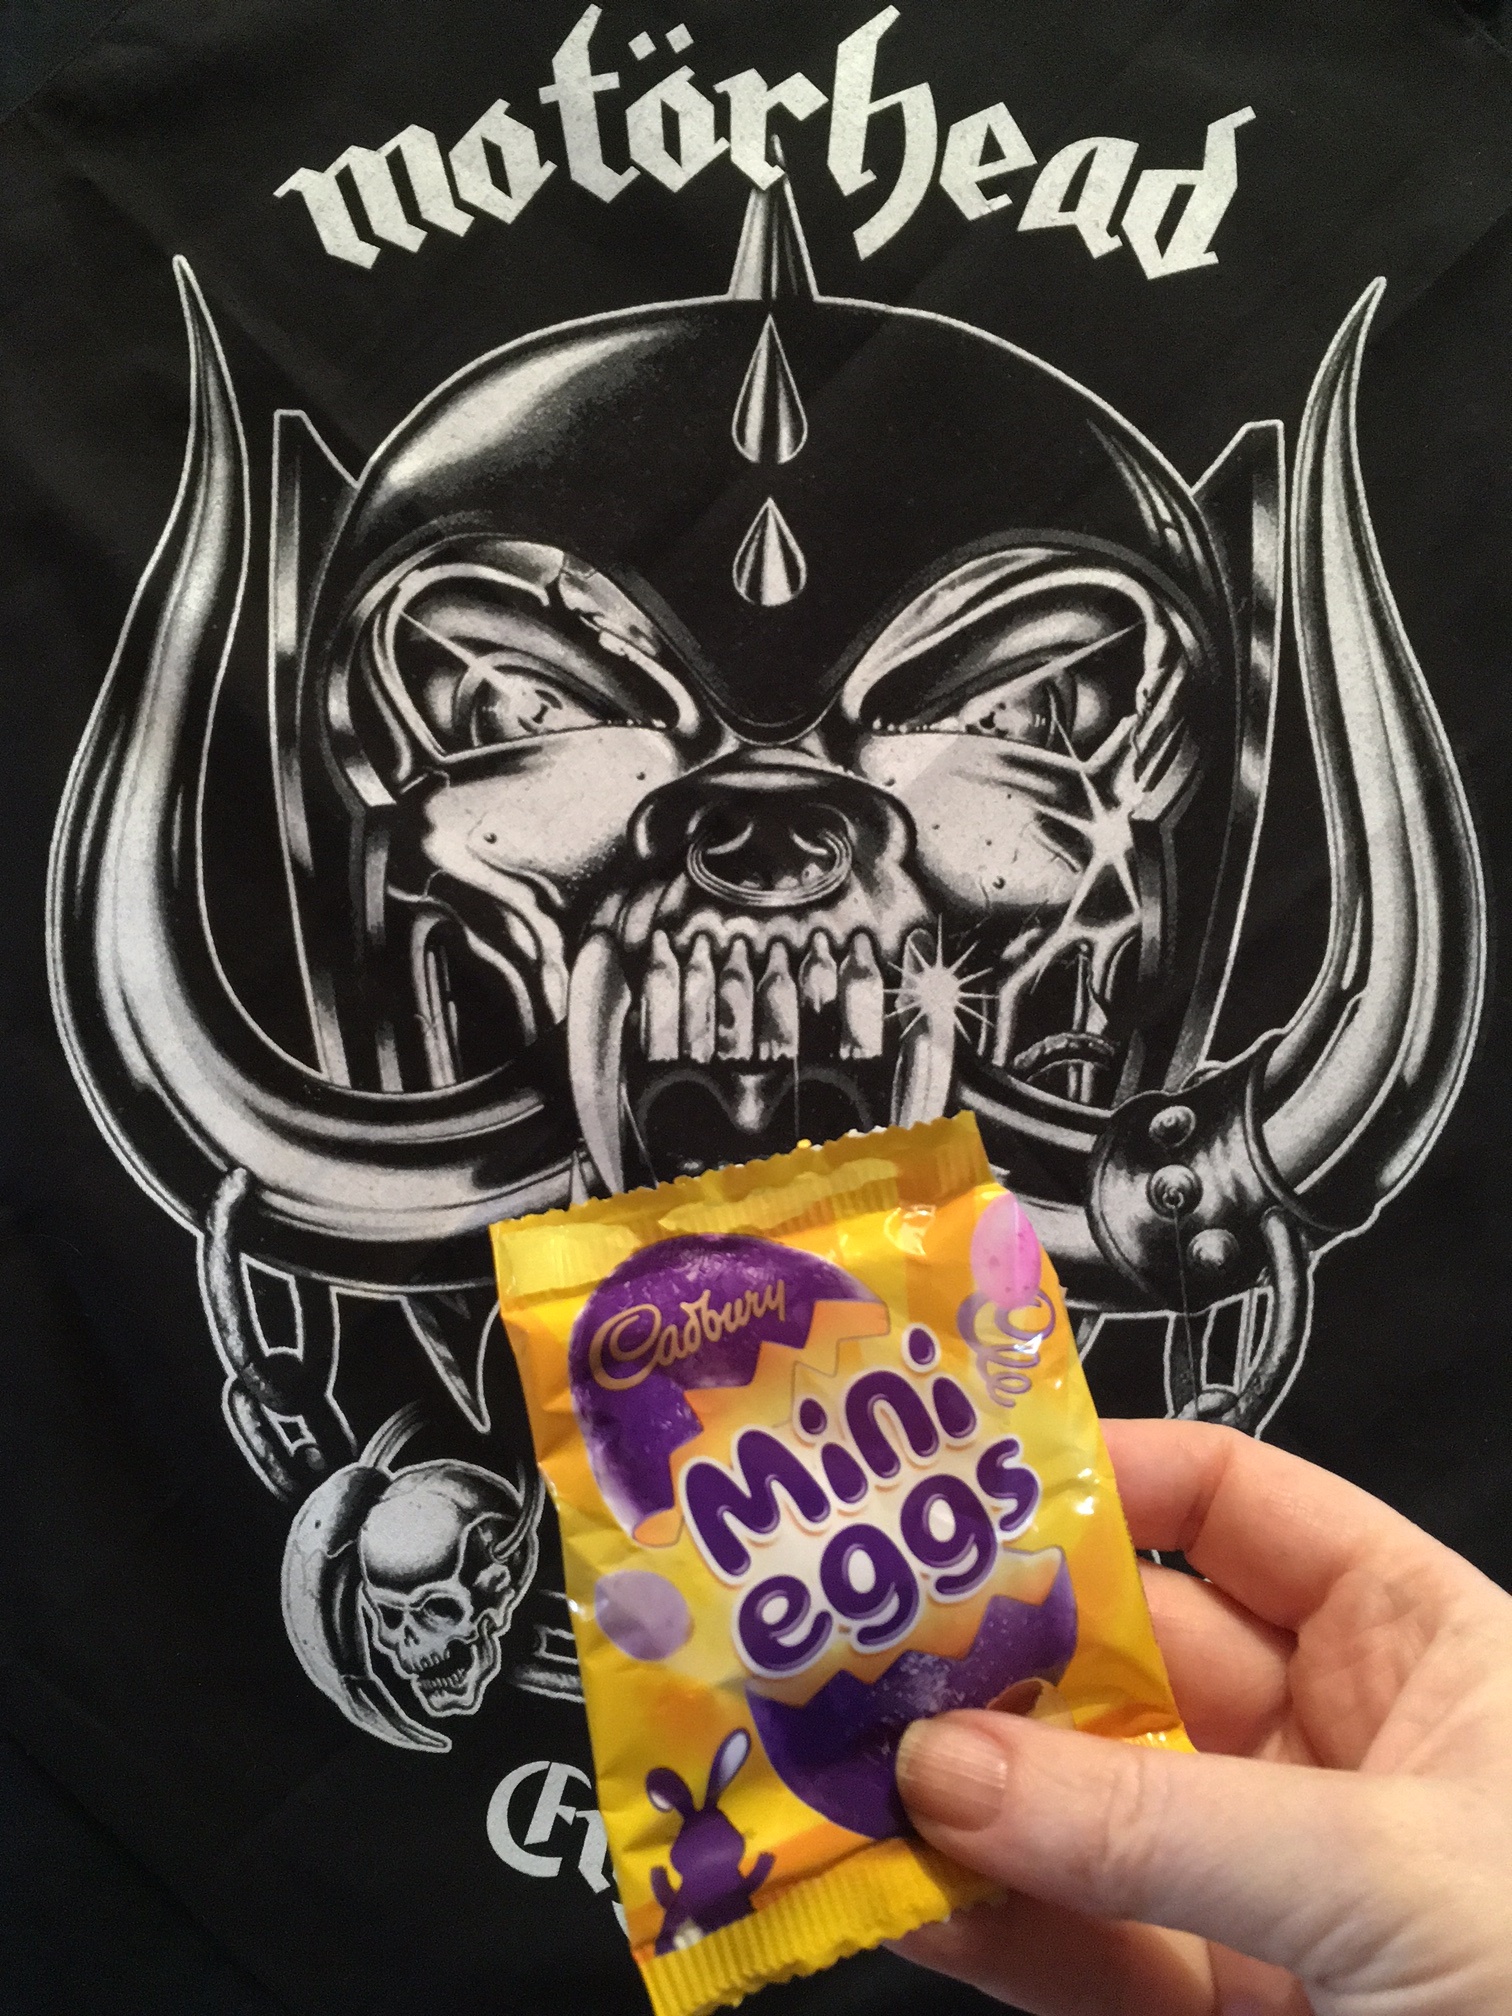 motörhead
Cadbury
Mini
eggs